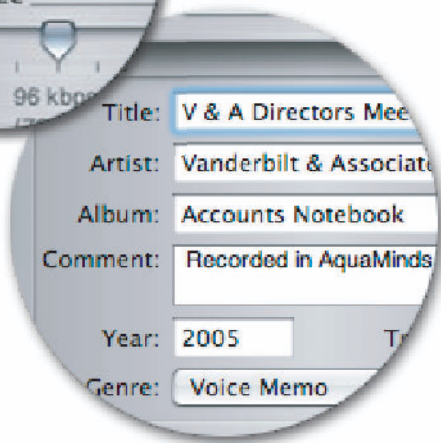 96 kbps
Title: V & A Directors Mee
Artist: Vanderbilt & Associate
Album: Accounts Notebook
Comment: Recorded in AquaMinds
Year: 2005
Genre: Voice Memo